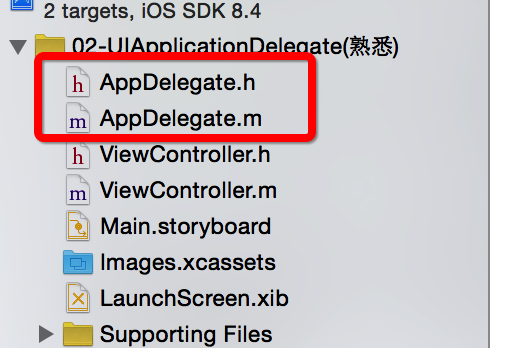 2 targets, iOS SDK 8.4
02-UIApplicationDelegate(熟悉)
h AppDelegate.h
m AppDelegate.m
h ViewController.h
m ViewController.m
Main.storyboard
Images.xcassets
LaunchScreen.xib
Supporting Files